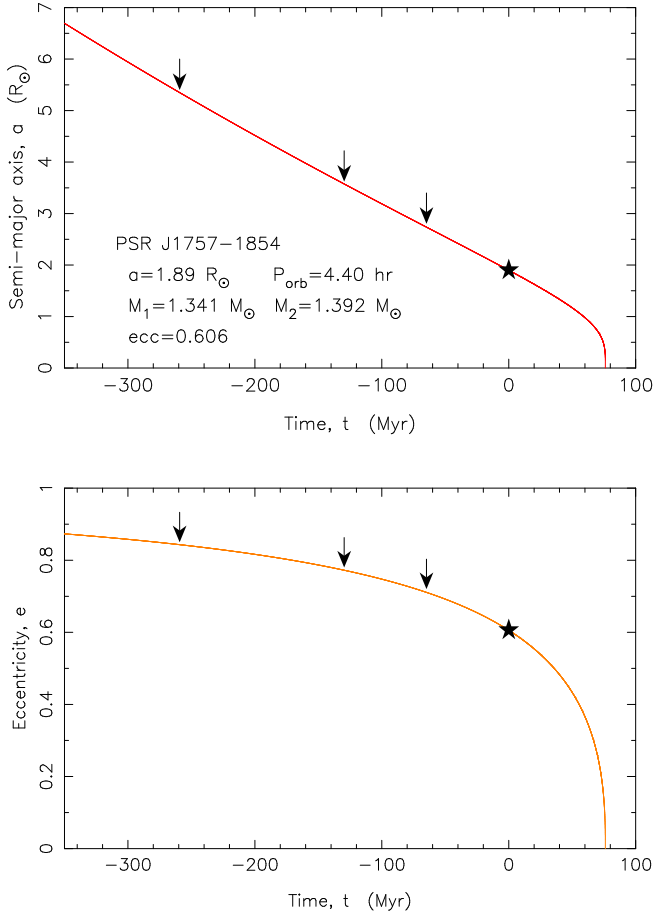 7
6
5
4
3
2
1
0
Semi-major axis, a (R☉)
PSR J1757-1854
a=1.89 R☉ P_orb=4.40 hr
M_1=1.341 M☉ M_2=1.392 M☉
ecc=0.606
-300 -200 -100 0 100
Time, t (Myr)
1
0.8
0.6
0.4
0.2
0
Eccentricity, e
-300 -200 -100 0 100
Time, t (Myr)